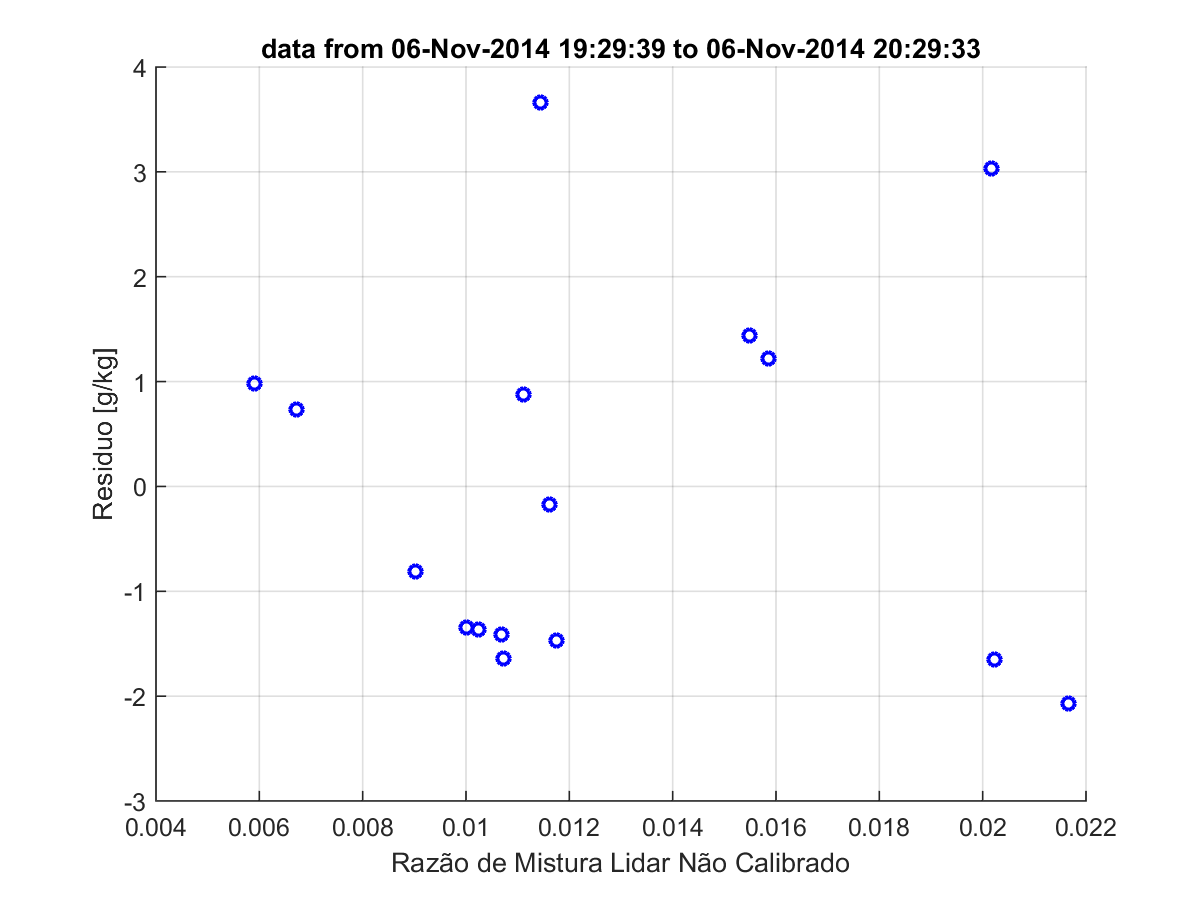 data from 06-Nov-2014 19:29:39 to 06-Nov-2014 20:29:33
4
3
2
1
0
-1
-2
-3
Residuo [g/kg]
0.004 0.006 0.008 0.01 0.012 0.014 0.016 0.018 0.02 0.022
Razão de Mistura Lidar Não Calibrado